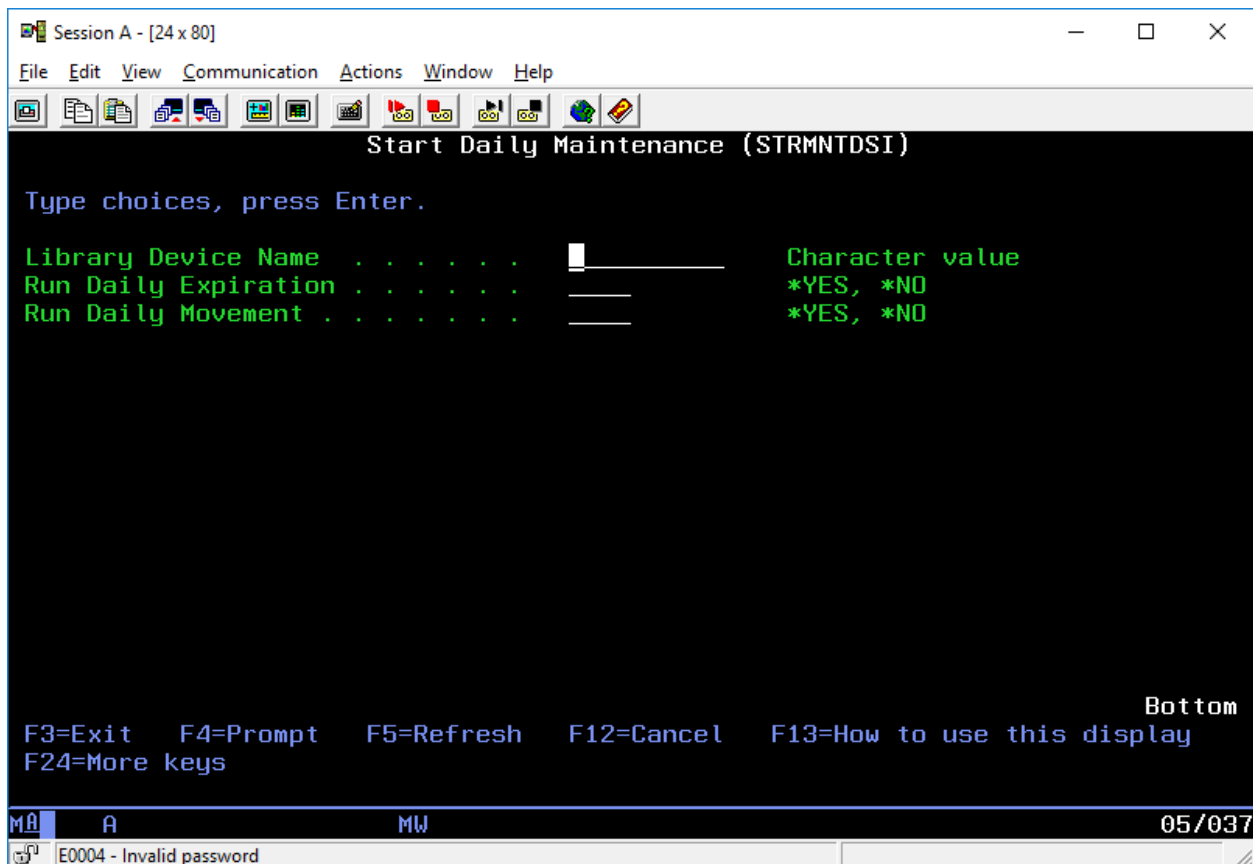 Session A - [24 x 80]
File Edit View Communication Actions Window Help
Start Daily Maintenance (STRMNTDSI)
Type choices, press Enter.
Library Device Name . . . . . . Character value
Run Daily Expiration . . . . . . *YES, *NO
Run Daily Movement . . . . . . . *YES, *NO
Bottom
F3=Exit F4=Prompt F5=Refresh F12=Cancel F13=How to use this display
F24=More keys
MA A MW 05/037
E0004 - Invalid password